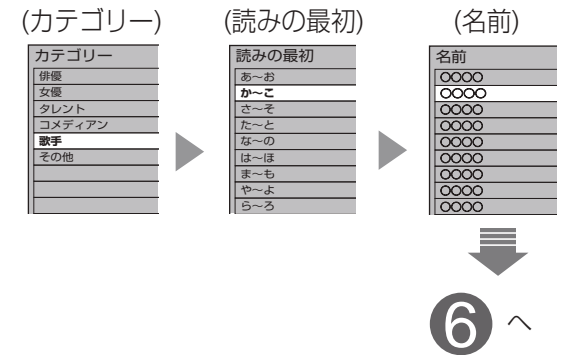 (カテゴリー)
カテゴリー
俳優
女優
タレント
コメディアン
歌手
その他
(読みの最初)
読みの最初
あ〜お
か〜こ
さ〜そ
た〜と
な〜の
は〜ほ
ま〜も
や〜よ
ら〜ろ
(名前)
名前
○○○○
○○○○
○○○○
○○○○
○○○○
○○○○
○○○○
○○○○
○○○○
6 へ